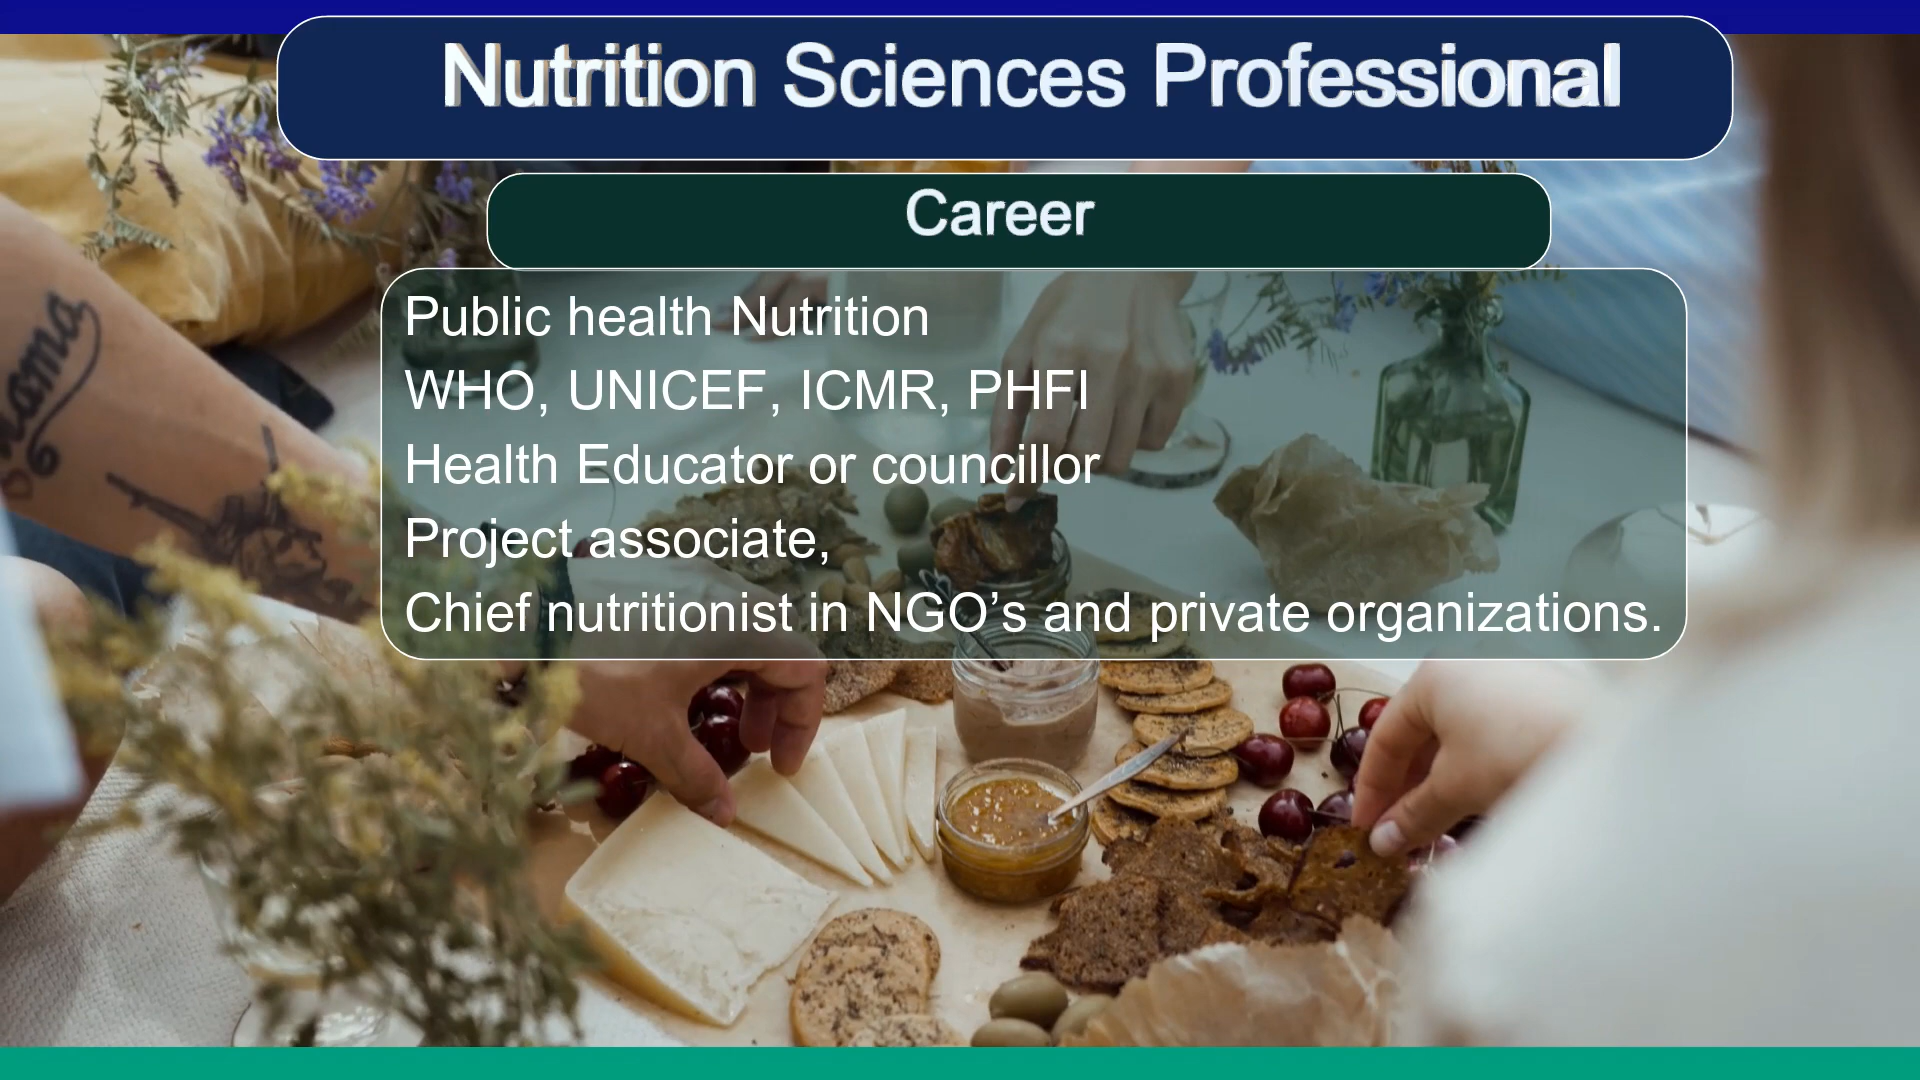 Nutrition Sciences Professional
Career
Public health Nutrition
WHO, UNICEF, ICMR, PHFI
Health Educator or councillor
Project associate,
Chief nutritionist in NGO’s and private organizations.
mama